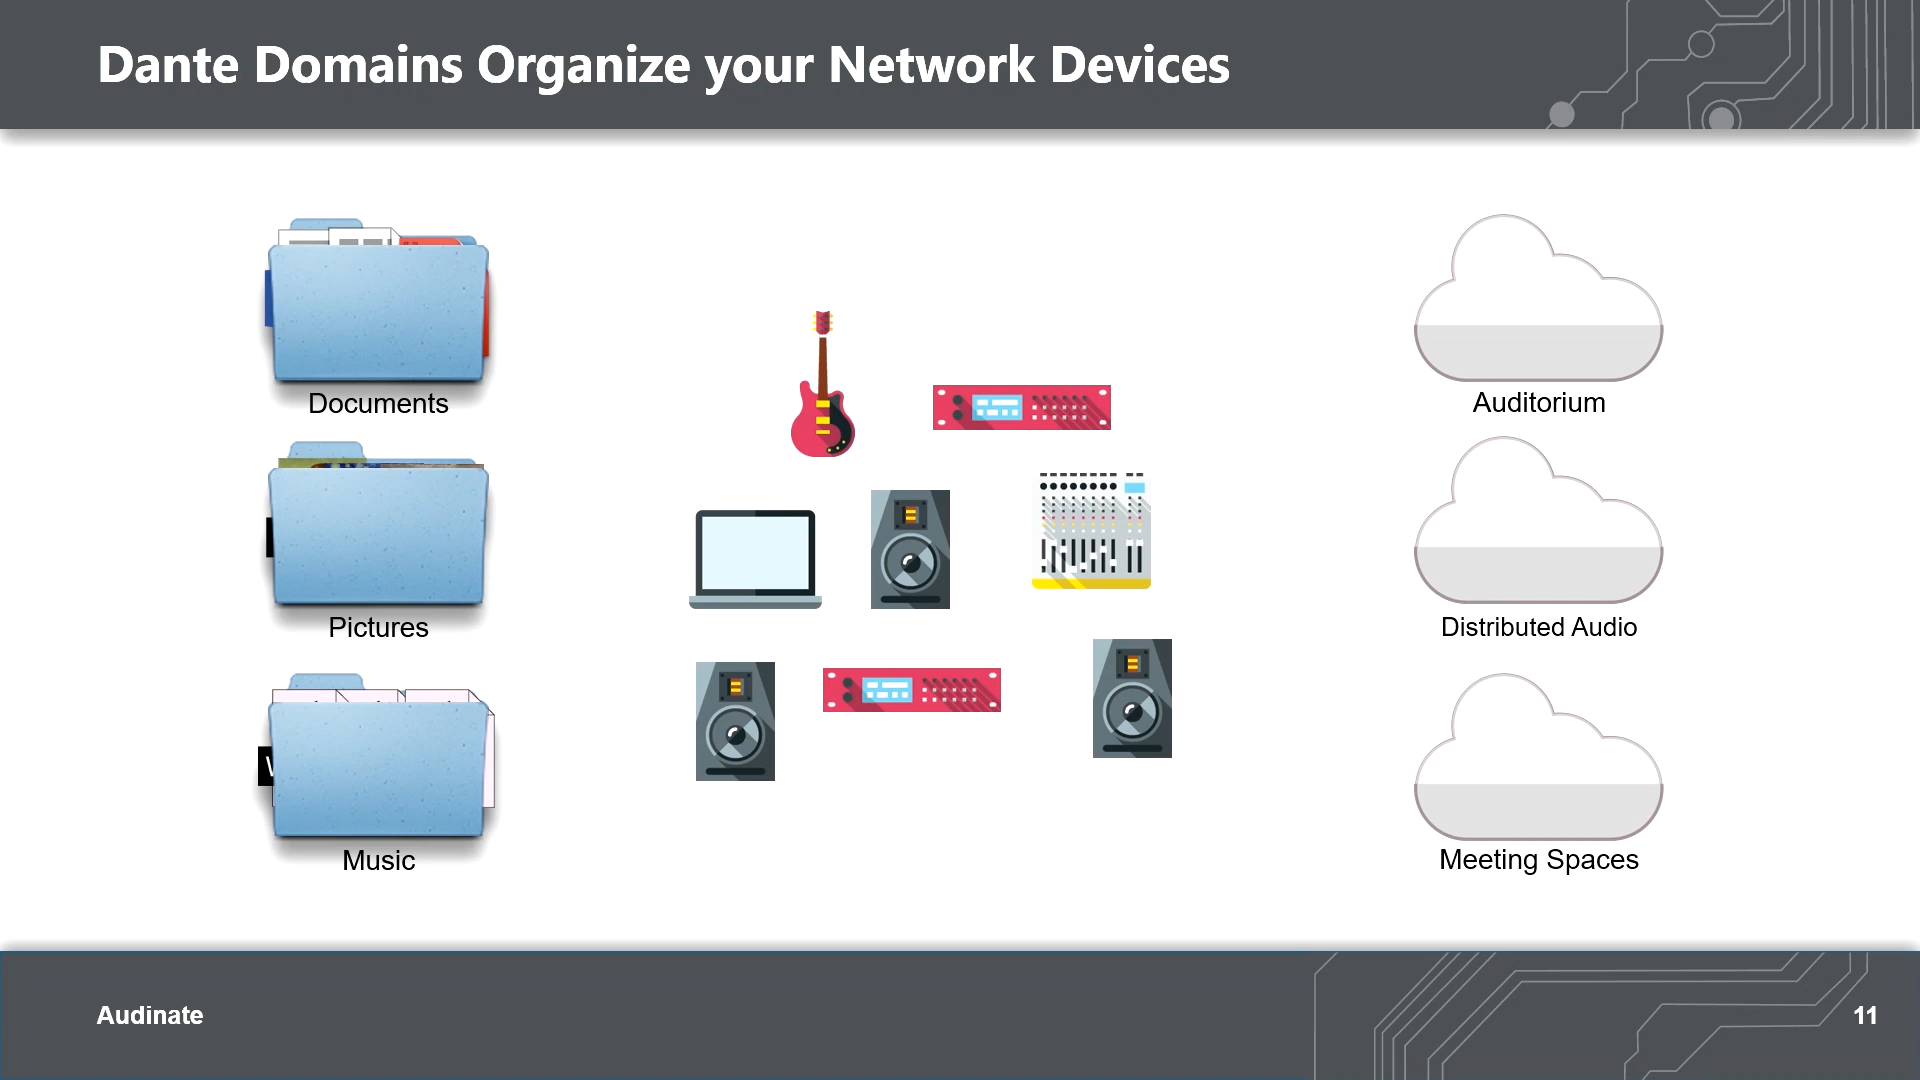 Dante Domains Organize your Network Devices
Documents
Pictures
Music
Auditorium
Distributed Audio
Meeting Spaces
Audinate
11